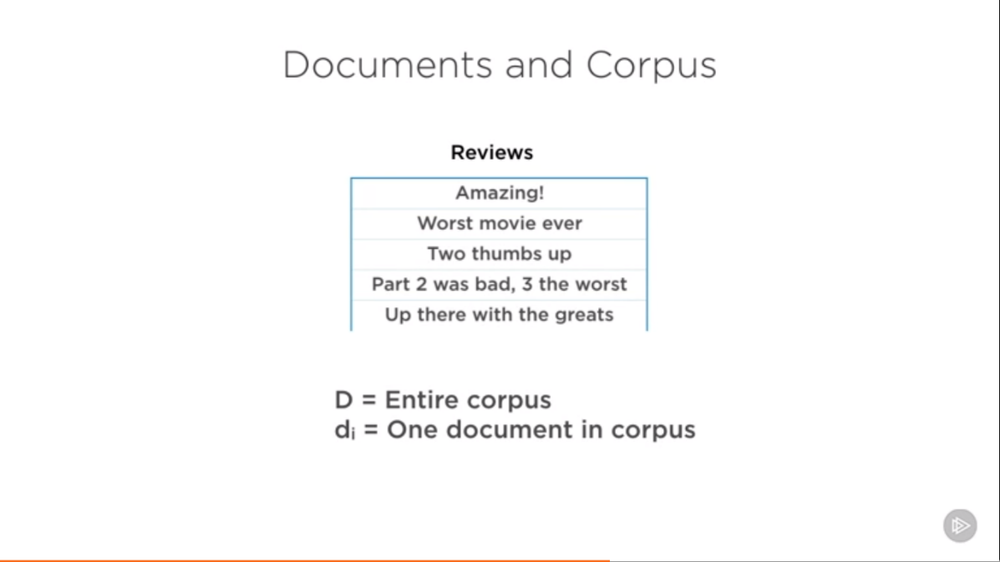 Documents and Corpus
Reviews
Amazing!
Worst movie ever
Two thumbs up
Part 2 was bad, 3 the worst
Up there with the greats
D = Entire corpus
dᵢ = One document in corpus